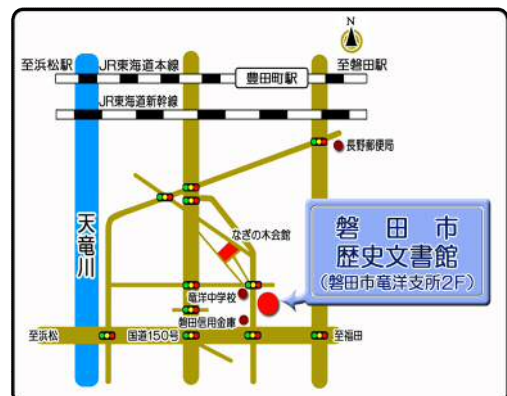 N
至浜松駅
JR東海道本線
豊田町駅
至磐田駅
JR東海道新幹線
長野郵便局
天竜川
なぎの木会館
磐田市
歴史文書館
(磐田市竜洋支所2F)
竜洋中学校
磐田信用金庫
至浜松
国道150号
至福田